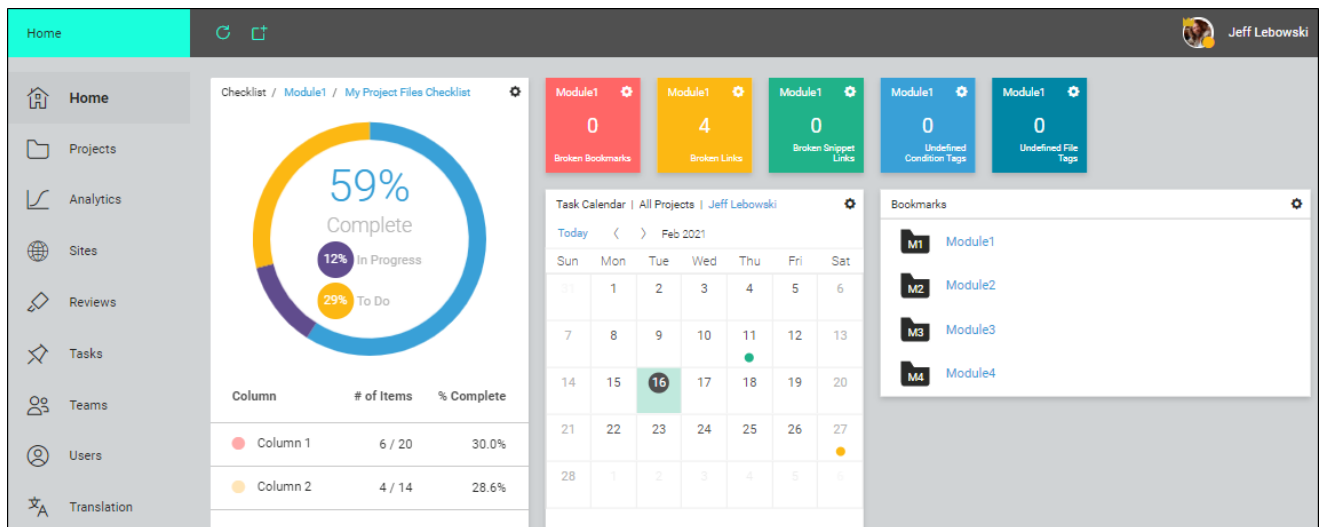 Home
Jeff Lebowski
Home
Projects
Analytics
Sites
Reviews
Tasks
Teams
Users
Translation
Checklist / Module1 / My Project Files Checklist
59%
Complete
12% In Progress
29% To Do
Column # of Items % Complete
Column 1 6 / 20 30.0%
Column 2 4 / 14 28.6%
Module1
0
Broken Bookmarks
Module1
4
Broken Links
Module1
0
Broken Snippet
Links
Module1
0
Undefined
Condition Tags
Module1
0
Undefined File
Tags
Task Calendar | All Projects | Jeff Lebowski
Today 〈 〉 Feb 2021
Sun Mon Tue Wed Thu Fri Sat
31 1 2 3 4 5 6
7 8 9 10 11 12 13
14 15 16 17 18 19 20
21 22 23 24 25 26 27
28 1 2 3 4 5 6
Bookmarks
M1 Module1
M2 Module2
M3 Module3
M4 Module4